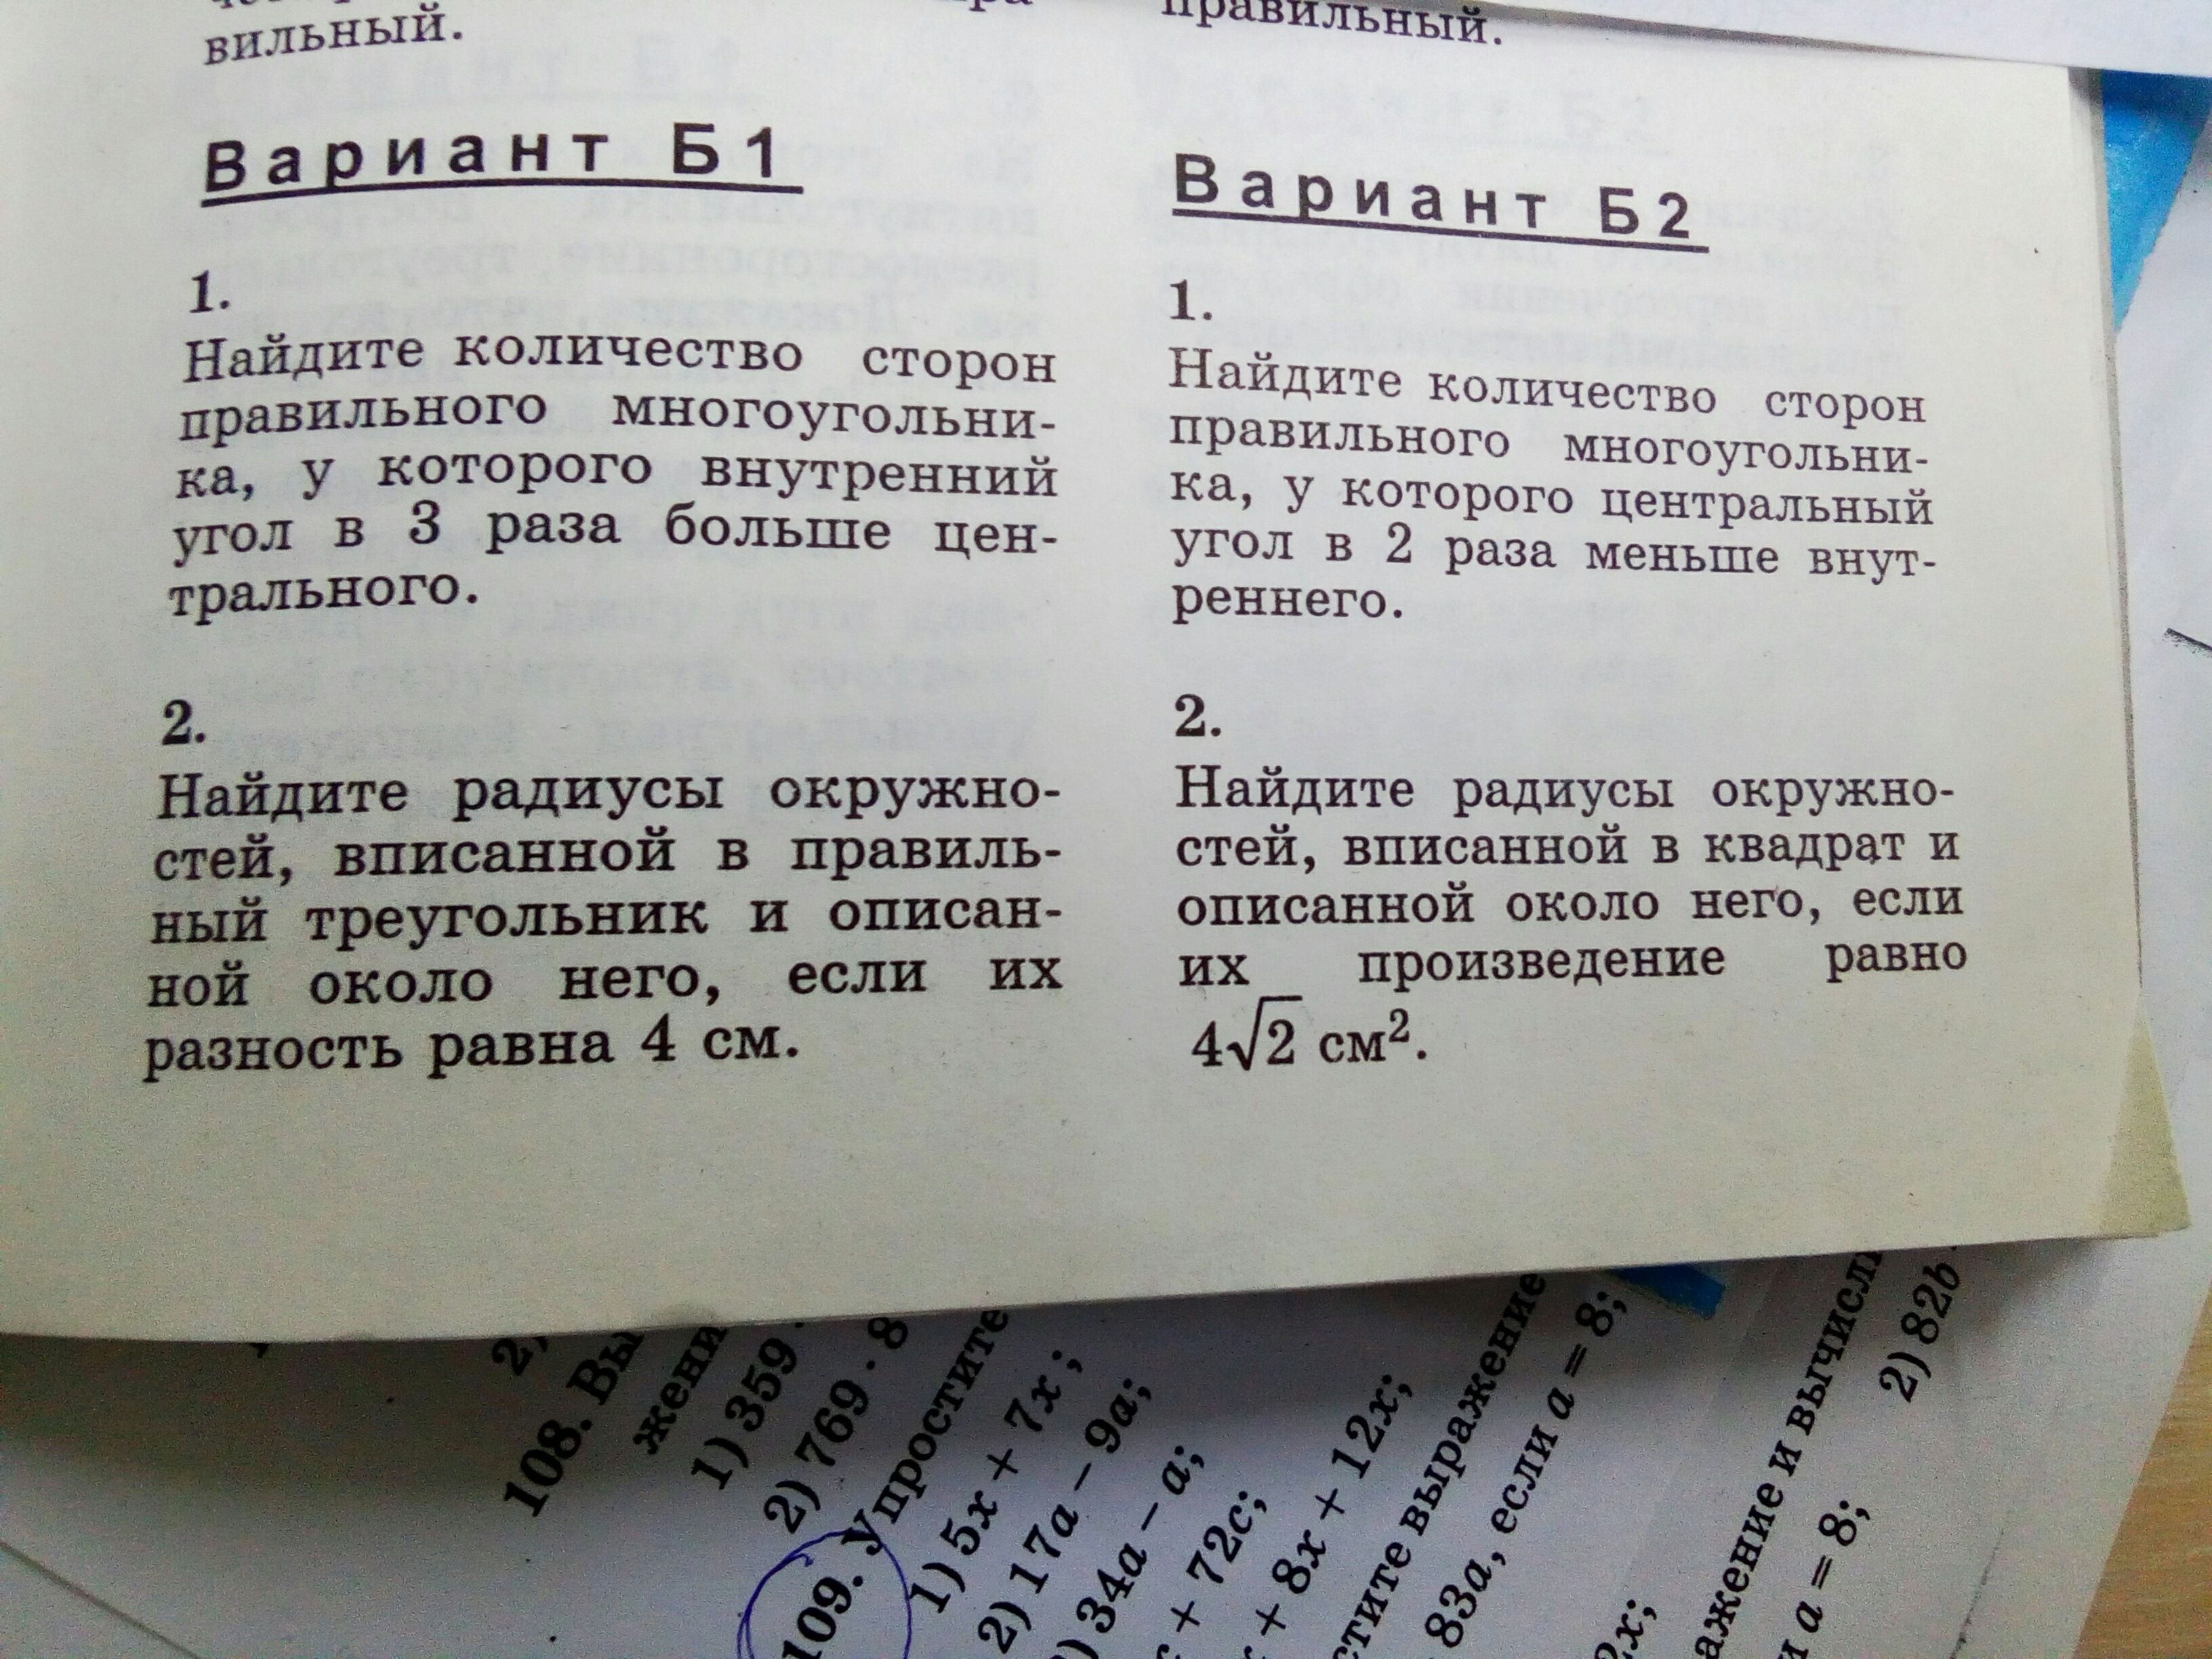 вильный.
Вариант Б1
1.
Найдите количество сторон
правильного многоугольни-
ка, у которого внутренний
угол в 3 раза больше цен-
трального.
2.
Найдите радиусы окружно-
стей, вписанной в правиль-
ный треугольник и описан-
ной около него, если их
разность равна 4 см.
правильный.
Вариант Б2
1.
Найдите количество сторон
правильного многоугольни-
ка, у которого центральный
угол в 2 раза меньше внут-
реннего.
2.
Найдите радиусы окружно-
стей, вписанной в квадрат и
описанной около него, если
их произведение равно
4√2 см².
2)
108. Вы
жени
1) 359 ·
2) 769 · 8
109. Упростите
1) 5x + 7x;
2) 17a − 9a;
) 34a − a;
+ 72c;
+ 8x + 12x;
стите выражение
83a, если a = 8;
2x;
ажение и вычисл
и a = 8;
2) 82b